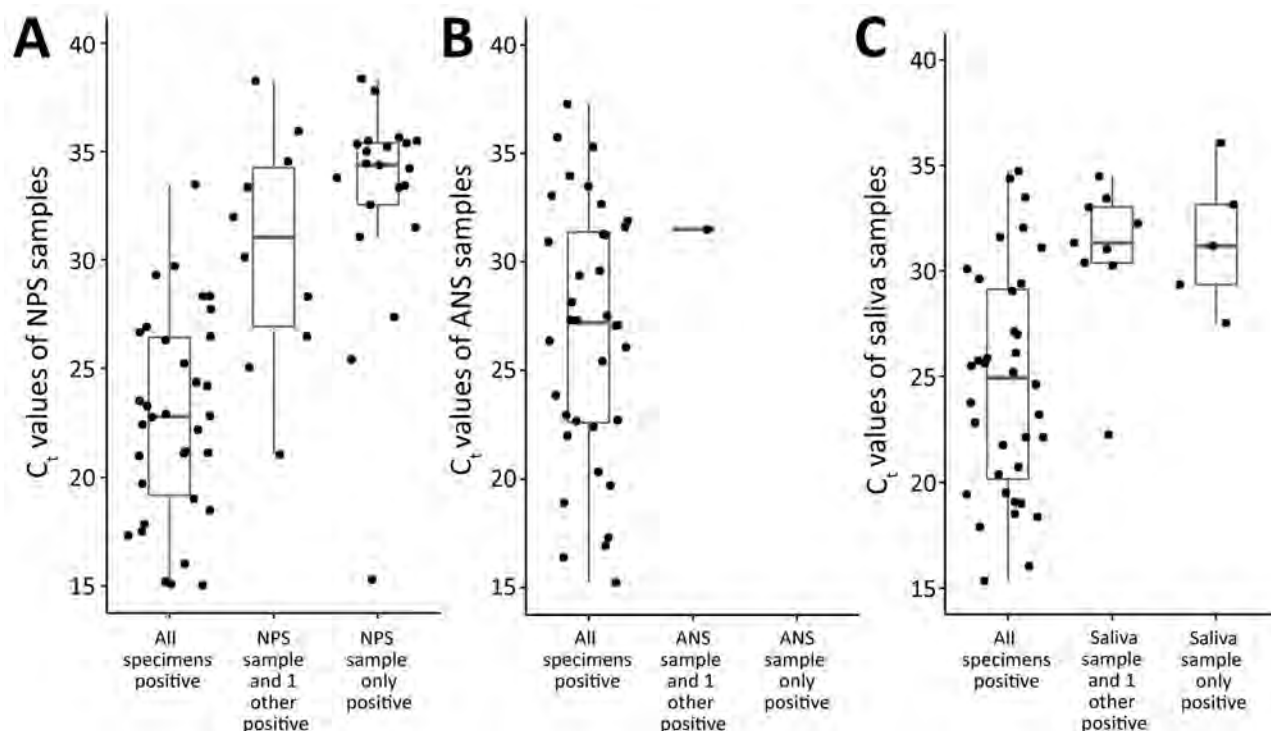 A
C_t values of NPS samples
40
35
30
25
20
15
All
specimens
positive
NPS
sample
and 1
other
positive
NPS
sample
only
positive
B
C_t values of ANS samples
40
35
30
25
20
15
All
specimens
positive
ANS
sample
and 1
other
positive
ANS
sample
only
positive
C
C_t values of saliva samples
40
35
30
25
20
15
All
specimens
positive
Saliva
sample
and 1
other
positive
Saliva
sample
only
positive